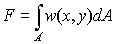 F = ∫_A w(x, y)dA